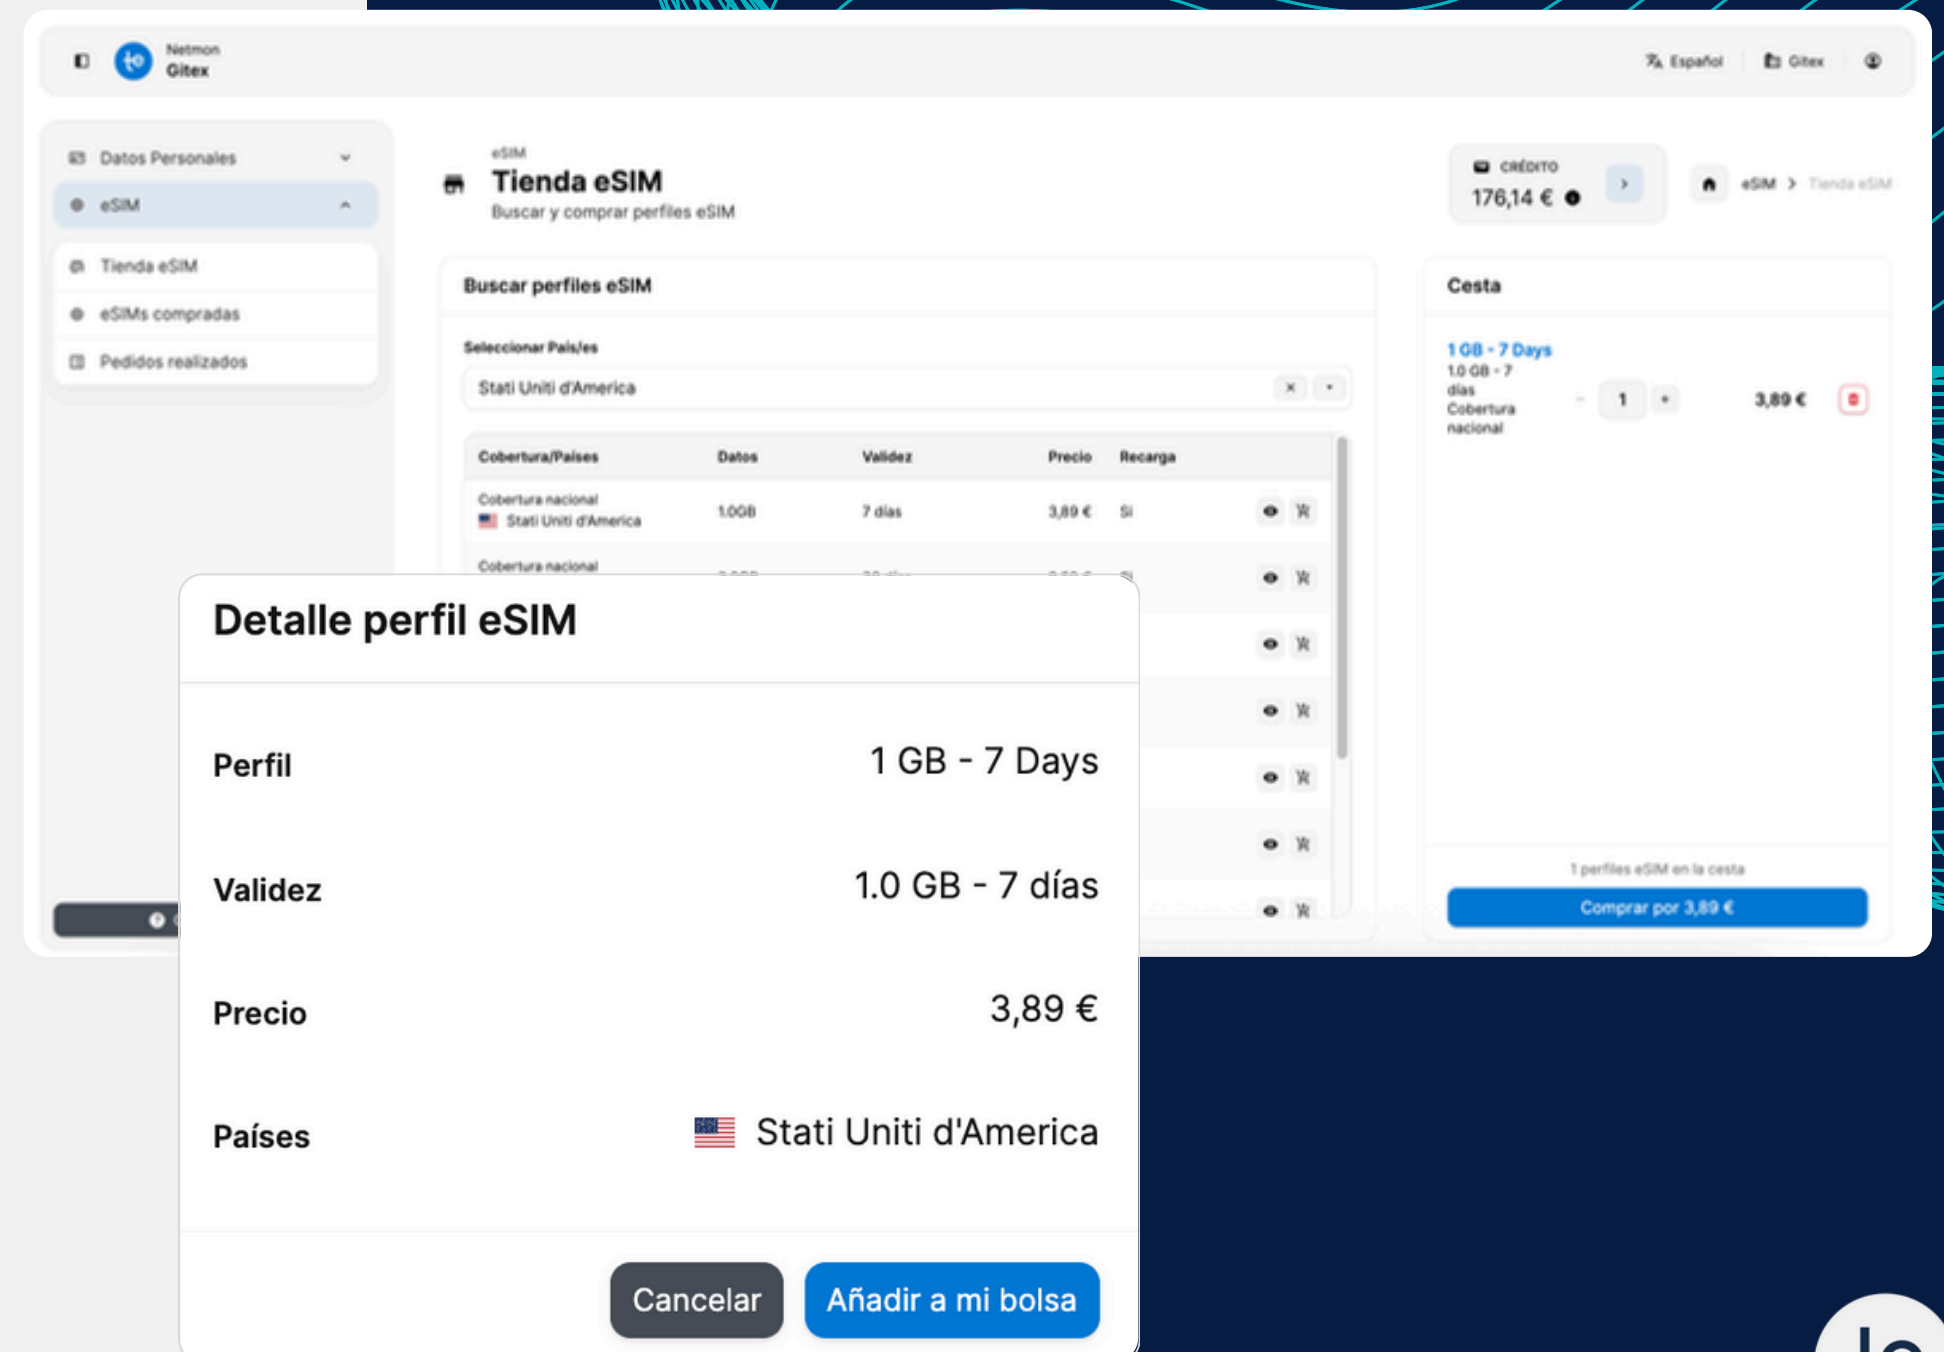 Netmon
Gitex
Español
Gitex
Datos Personales
eSIM
Tienda eSIM
eSIMs compradas
Pedidos realizados
eSIM
Tienda eSIM
Buscar y comprar perfiles eSIM
CRÉDITO
176,14 €
eSIM > Tienda eSIM
Buscar perfiles eSIM
Seleccionar País/es
Stati Uniti d'America
Cobertura/Países Datos Validez Precio Recarga
Cobertura nacional
Stati Uniti d'America 1.0GB 7 días 3,89 € Si
Cobertura nacional
Cesta
1 GB - 7 Days
1.0 GB - 7
días
Cobertura
nacional
1
3,89 €
1 perfiles eSIM en la cesta
Comprar por 3,89 €
Detalle perfil eSIM
Perfil 1 GB - 7 Days
Validez 1.0 GB - 7 días
Precio 3,89 €
Países Stati Uniti d'America
Cancelar Añadir a mi bolsa